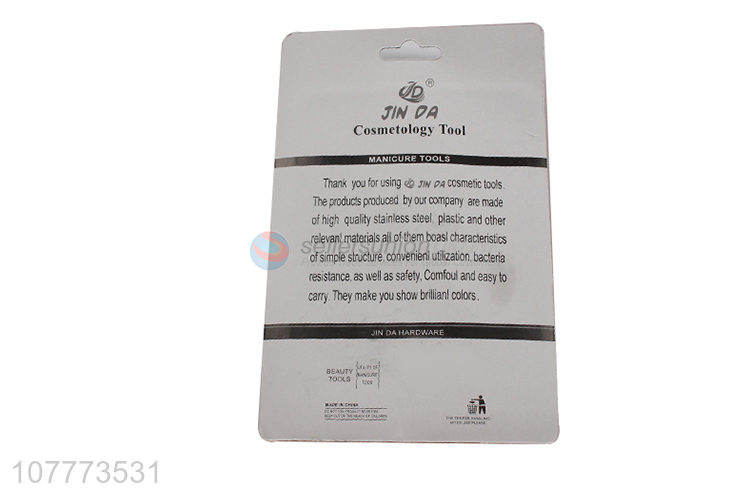 JD ®
JIN DA
Cosmetology Tool
MANICURE TOOLS
Thank you for using JD JIN DA cosmetic tools.
The products produced by our company are made
of high quality stainless steel, plastic and other
relevanl materials all of them boasl characteristics
of simple structure, convenienl utilization, bacteria
resistance, as well as safety, Comfoul and easy to
carry. They make you show brillianl colors.
sellersunion
JIN DA HARDWARE
BEAUTY
TOOLS
MADE IN CHINA
107773531